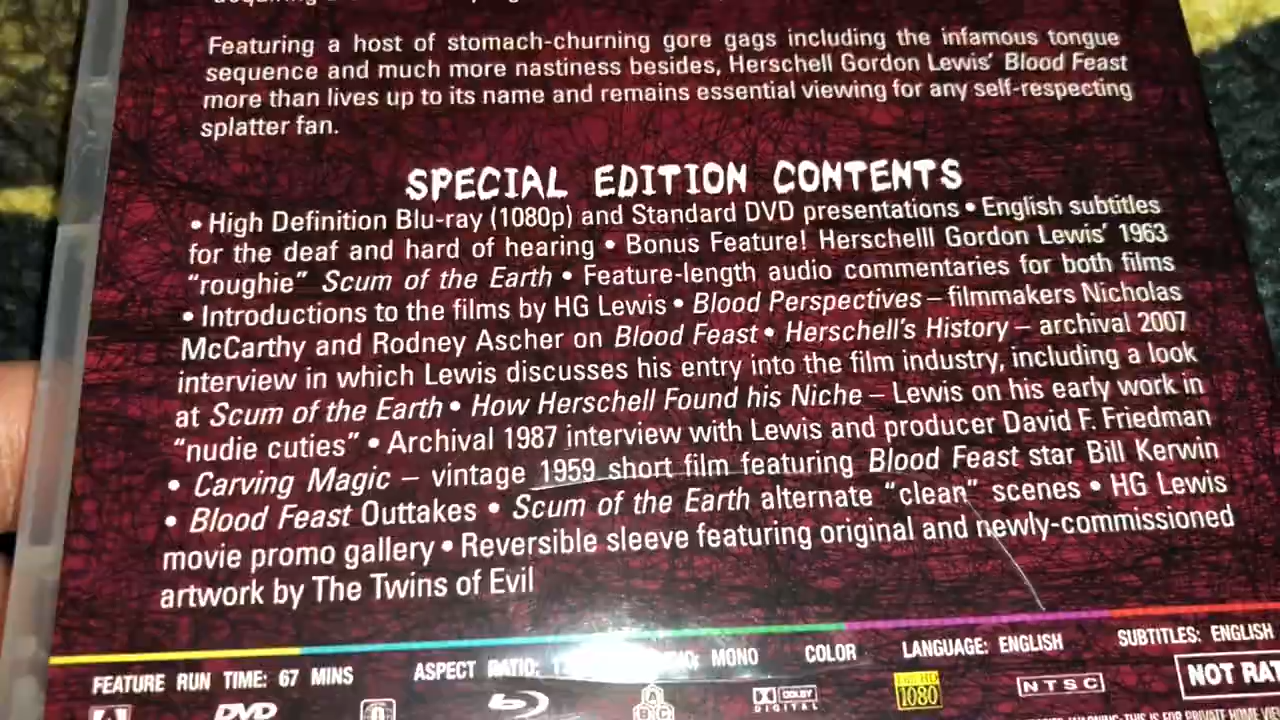 Featuring a host of stomach-churning gore gags including the infamous tongue
sequence and much more nastiness besides, Herschell Gordon Lewis' Blood Feast
more than lives up to its name and remains essential viewing for any self-respecting
splatter fan.
SPECIAL EDITION CONTENTS
• High Definition Blu-ray (1080p) and Standard DVD presentations • English subtitles
for the deaf and hard of hearing • Bonus Feature! Herschelll Gordon Lewis' 1963
"roughie" Scum of the Earth • Feature-length audio commentaries for both films
• Introductions to the films by HG Lewis • Blood Perspectives – filmmakers Nicholas
McCarthy and Rodney Ascher on Blood Feast • Herschell's History – archival 2007
interview in which Lewis discusses his entry into the film industry, including a look
at Scum of the Earth • How Herschell Found his Niche – Lewis on his early work in
"nudie cuties" • Archival 1987 interview with Lewis and producer David F. Friedman
• Carving Magic – vintage 1959 short film featuring Blood Feast star Bill Kerwin
• Blood Feast Outtakes • Scum of the Earth alternate "clean" scenes • HG Lewis
movie promo gallery • Reversible sleeve featuring original and newly-commissioned
artwork by The Twins of Evil
FEATURE RUN TIME: 67 MINS ASPECT RATIO: MONO COLOR LANGUAGE: ENGLISH SUBTITLES: ENGLISH
DVD ABC DOLBY DIGITAL FULL HD 1080 NTSC NOT